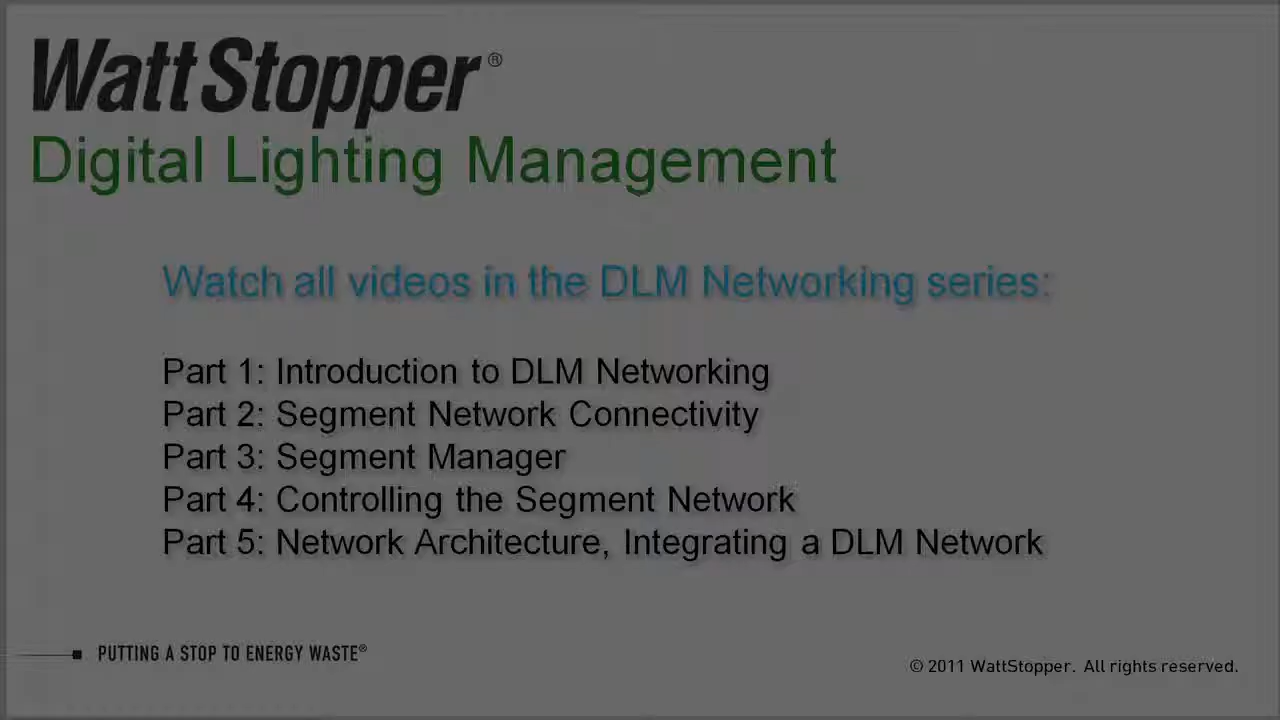 WattStopper®
Digital Lighting Management
Watch all videos in the DLM Networking series:
Part 1: Introduction to DLM Networking
Part 2: Segment Network Connectivity
Part 3: Segment Manager
Part 4: Controlling the Segment Network
Part 5: Network Architecture, Integrating a DLM Network
PUTTING A STOP TO ENERGY WASTE®
© 2011 WattStopper. All rights reserved.